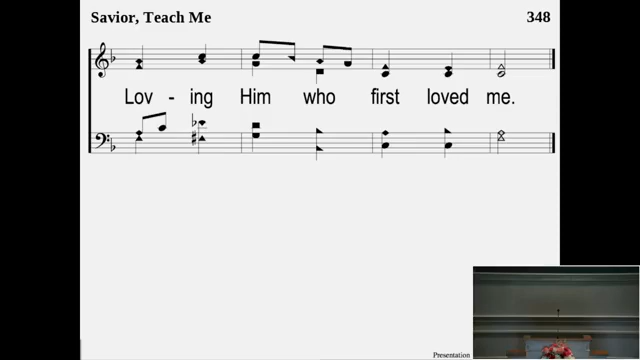 Savior, Teach Me 348
Lov - ing Him who first loved me.
Presentation